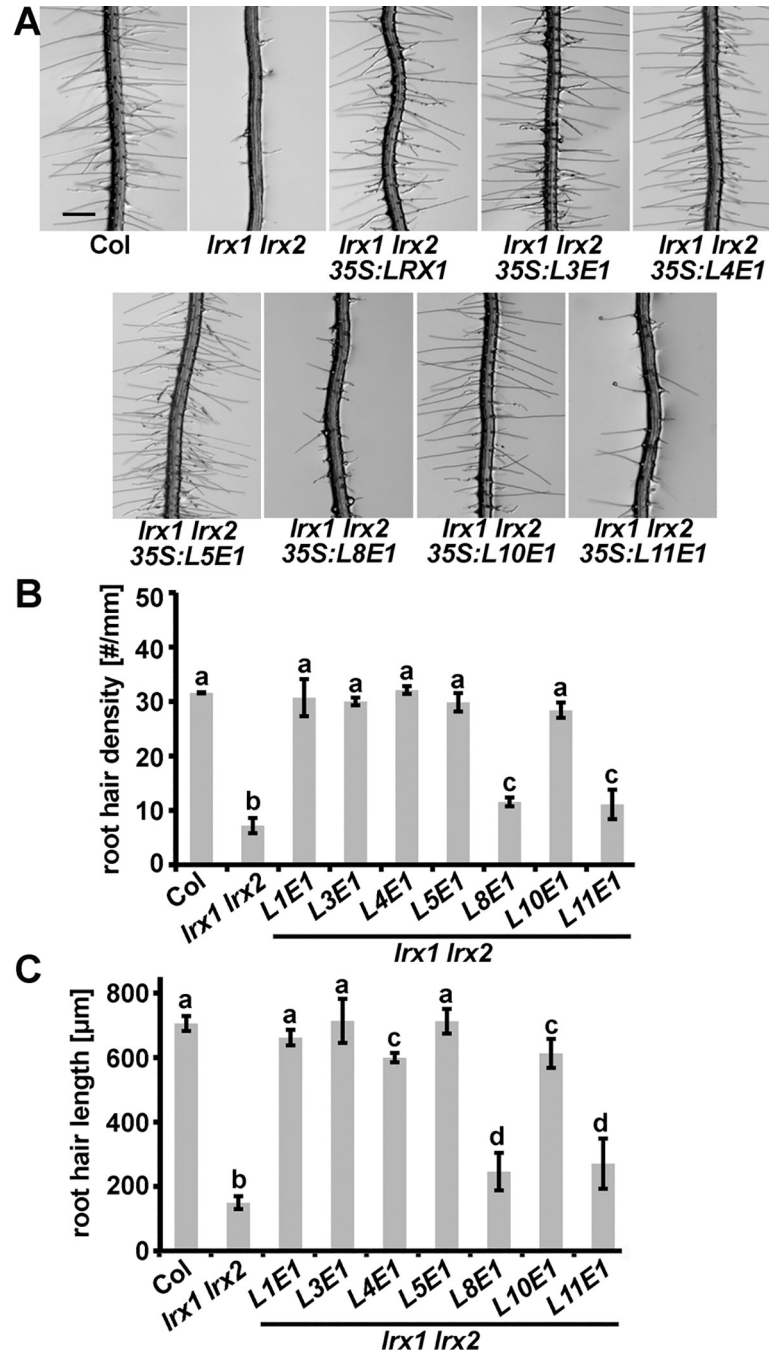 A
Col
lrx1 lrx2
lrx1 lrx2
35S:LRX1
lrx1 lrx2
35S:L3E1
lrx1 lrx2
35S:L4E1
lrx1 lrx2
35S:L5E1
lrx1 lrx2
35S:L8E1
lrx1 lrx2
35S:L10E1
lrx1 lrx2
35S:L11E1
B
root hair density [#/mm]
50
40
30
20
10
0
a
b
a
a
a
a
c
a
c
Col
lrx1 lrx2
L1E1
L3E1
L4E1
L5E1
L8E1
L10E1
L11E1
lrx1 lrx2
C
root hair length [µm]
800
600
400
200
0
a
b
a
a
c
a
d
c
d
Col
lrx1 lrx2
L1E1
L3E1
L4E1
L5E1
L8E1
L10E1
L11E1
lrx1 lrx2